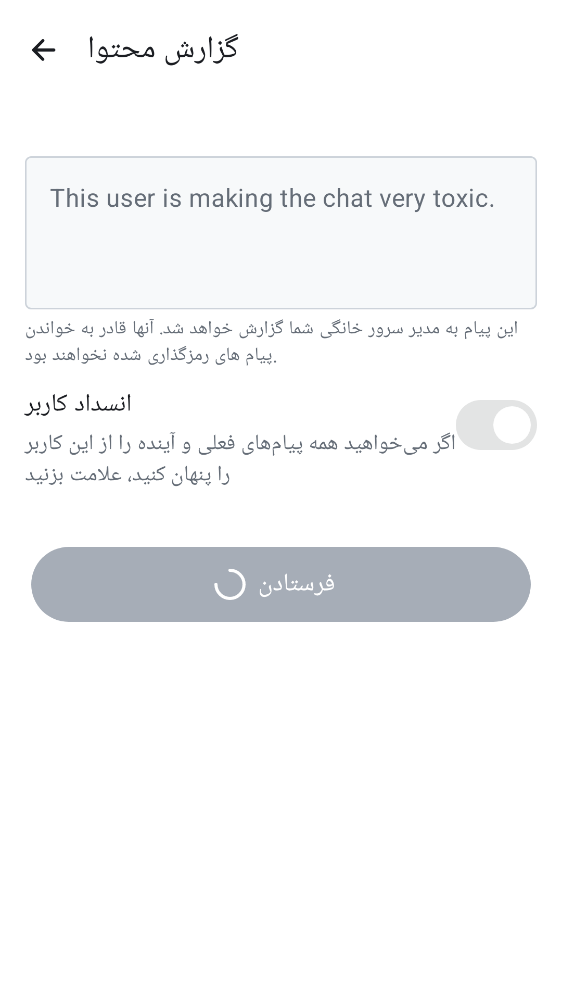 گزارش محتوا
This user is making the chat very toxic.
این پیام به مدیر سرور خانگی شما گزارش خواهد شد. آنها قادر به خواندن
پیام های رمزگذاری شده نخواهند بود.
انسداد کاربر
اگر می‌خواهید همه پیام‌های فعلی و آینده را از این کاربر
را پنهان کنید، علامت بزنید
فرستادن